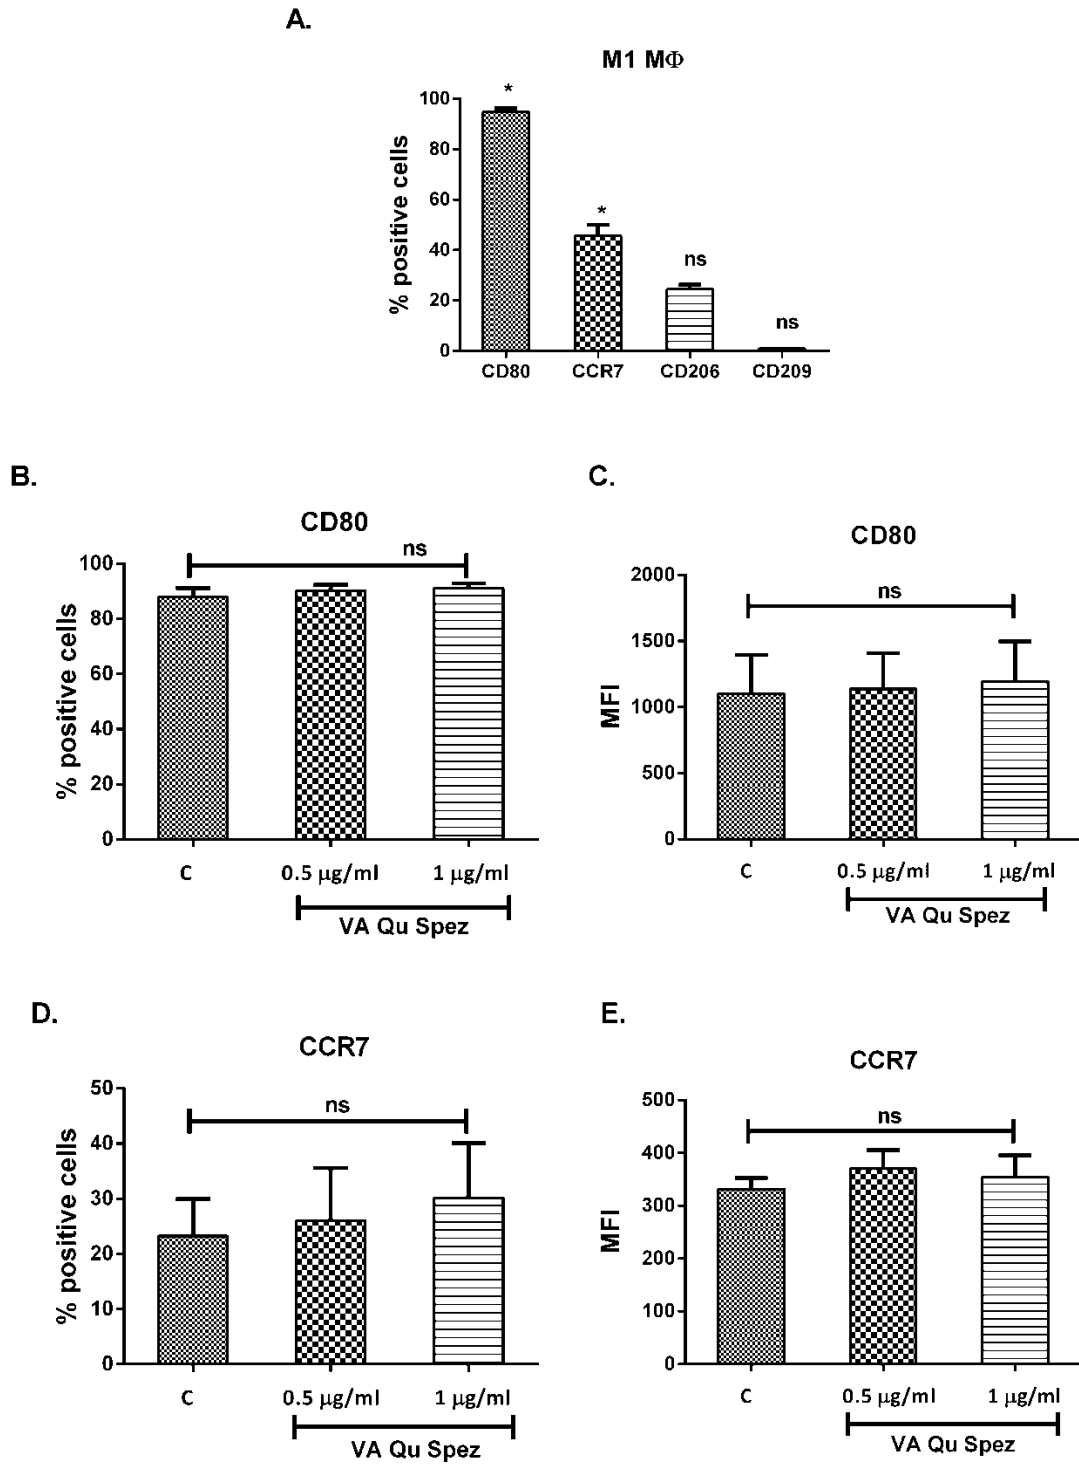 A.
M1 MΦ
*
*
ns
ns
% positive cells
100
80
60
40
20
0
CD80 CCR7 CD206 CD209
B.
CD80
ns
% positive cells
100
80
60
40
20
0
C 0.5 µg/ml 1 µg/ml
VA Qu Spez
C.
CD80
ns
MFI
2000
1500
1000
500
0
C 0.5 µg/ml 1 µg/ml
VA Qu Spez
D.
CCR7
ns
% positive cells
50
40
30
20
10
0
C 0.5 µg/ml 1 µg/ml
VA Qu Spez
E.
CCR7
ns
MFI
500
400
300
200
100
0
C 0.5 µg/ml 1 µg/ml
VA Qu Spez